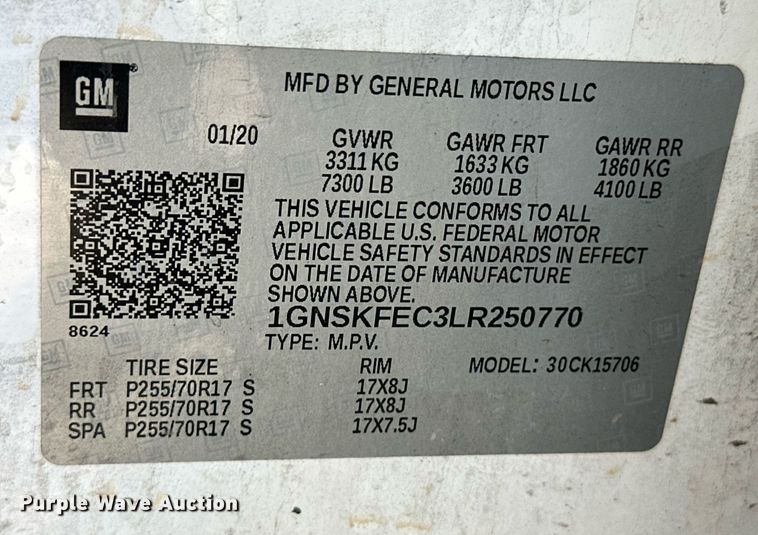 GM
MFD BY GENERAL MOTORS LLC
01/20
GVWR GAWR FRT GAWR RR
3311 KG 1633 KG 1860 KG
7300 LB 3600 LB 4100 LB
THIS VEHICLE CONFORMS TO ALL
APPLICABLE U.S. FEDERAL MOTOR
VEHICLE SAFETY STANDARDS IN EFFECT
ON THE DATE OF MANUFACTURE
SHOWN ABOVE.
8624
1GNSKFEC3LR250770
TYPE: M.P.V.
TIRE SIZE RIM MODEL: 30CK15706
FRT P255/70R17 S 17X8J
RR P255/70R17 S 17X8J
SPA P255/70R17 S 17X7.5J
Purple Wave Auction